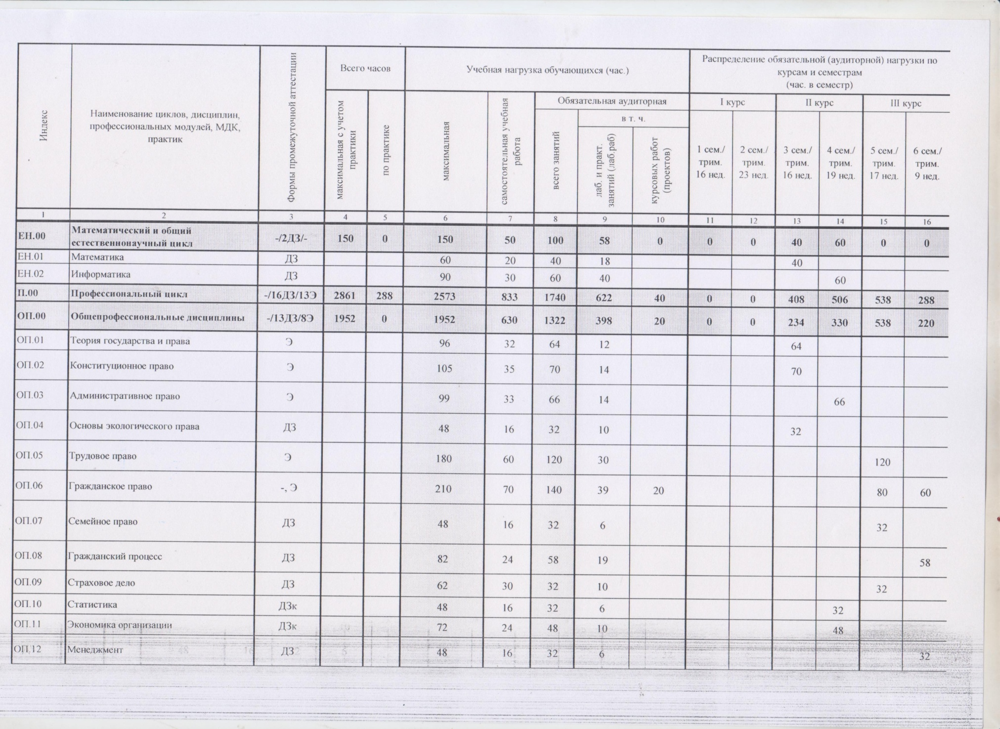 Индекс
Наименование циклов, дисциплин,
профессиональных модулей, МДК,
практик
Формы промежуточной аттестации
Всего часов
Учебная нагрузка обучающихся (час.)
Распределение обязательной (аудиторной) нагрузки по
курсам и семестрам
(час. в семестр)
максимальная с учетом
практики
по практике
максимальная
самостоятельная учебная
работа
Обязательная аудиторная
всего занятий
в т. ч.
лаб. и практ.
занятий (лаб.раб)
курсовых работ
(проектов)
I курс
II курс
III курс
1 сем./
трим.
16 нед.
2 сем./
трим.
23 нед.
3 сем./
трим.
16 нед.
4 сем./
трим.
19 нед.
5 сем./
трим.
17 нед.
6 сем./
трим.
9 нед.
1 2 3 4 5 6 7 8 9 10 11 12 13 14 15 16
ЕН.00 Математический и общий
естественнонаучный цикл -/2ДЗ/- 150 0 150 50 100 58 0 0 0 40 60 0 0
ЕН.01 Математика ДЗ 60 20 40 18 40
ЕН.02 Информатика ДЗ 90 30 60 40 60
П.00 Профессиональный цикл -/16ДЗ/13Э 2861 288 2573 833 1740 622 40 0 0 408 506 538 288
ОП.00 Общепрофессиональные дисциплины -/13ДЗ/8Э 1952 0 1952 630 1322 398 20 0 0 234 330 538 220
ОП.01 Теория государства и права Э 96 32 64 12 64
ОП.02 Конституционное право Э 105 35 70 14 70
ОП.03 Административное право Э 99 33 66 14 66
ОП.04 Основы экологического права ДЗ 48 16 32 10 32
ОП.05 Трудовое право Э 180 60 120 30 120
ОП.06 Гражданское право -, Э 210 70 140 39 20 80 60
ОП.07 Семейное право ДЗ 48 16 32 6 32
ОП.08 Гражданский процесс ДЗ 82 24 58 19 58
ОП.09 Страховое дело ДЗ 62 30 32 10 32
ОП.10 Статистика ДЗк 48 16 32 6 32
ОП.11 Экономика организации ДЗк 72 24 48 10 48
ОП.12 Менеджмент ДЗ 48 16 32 6 32